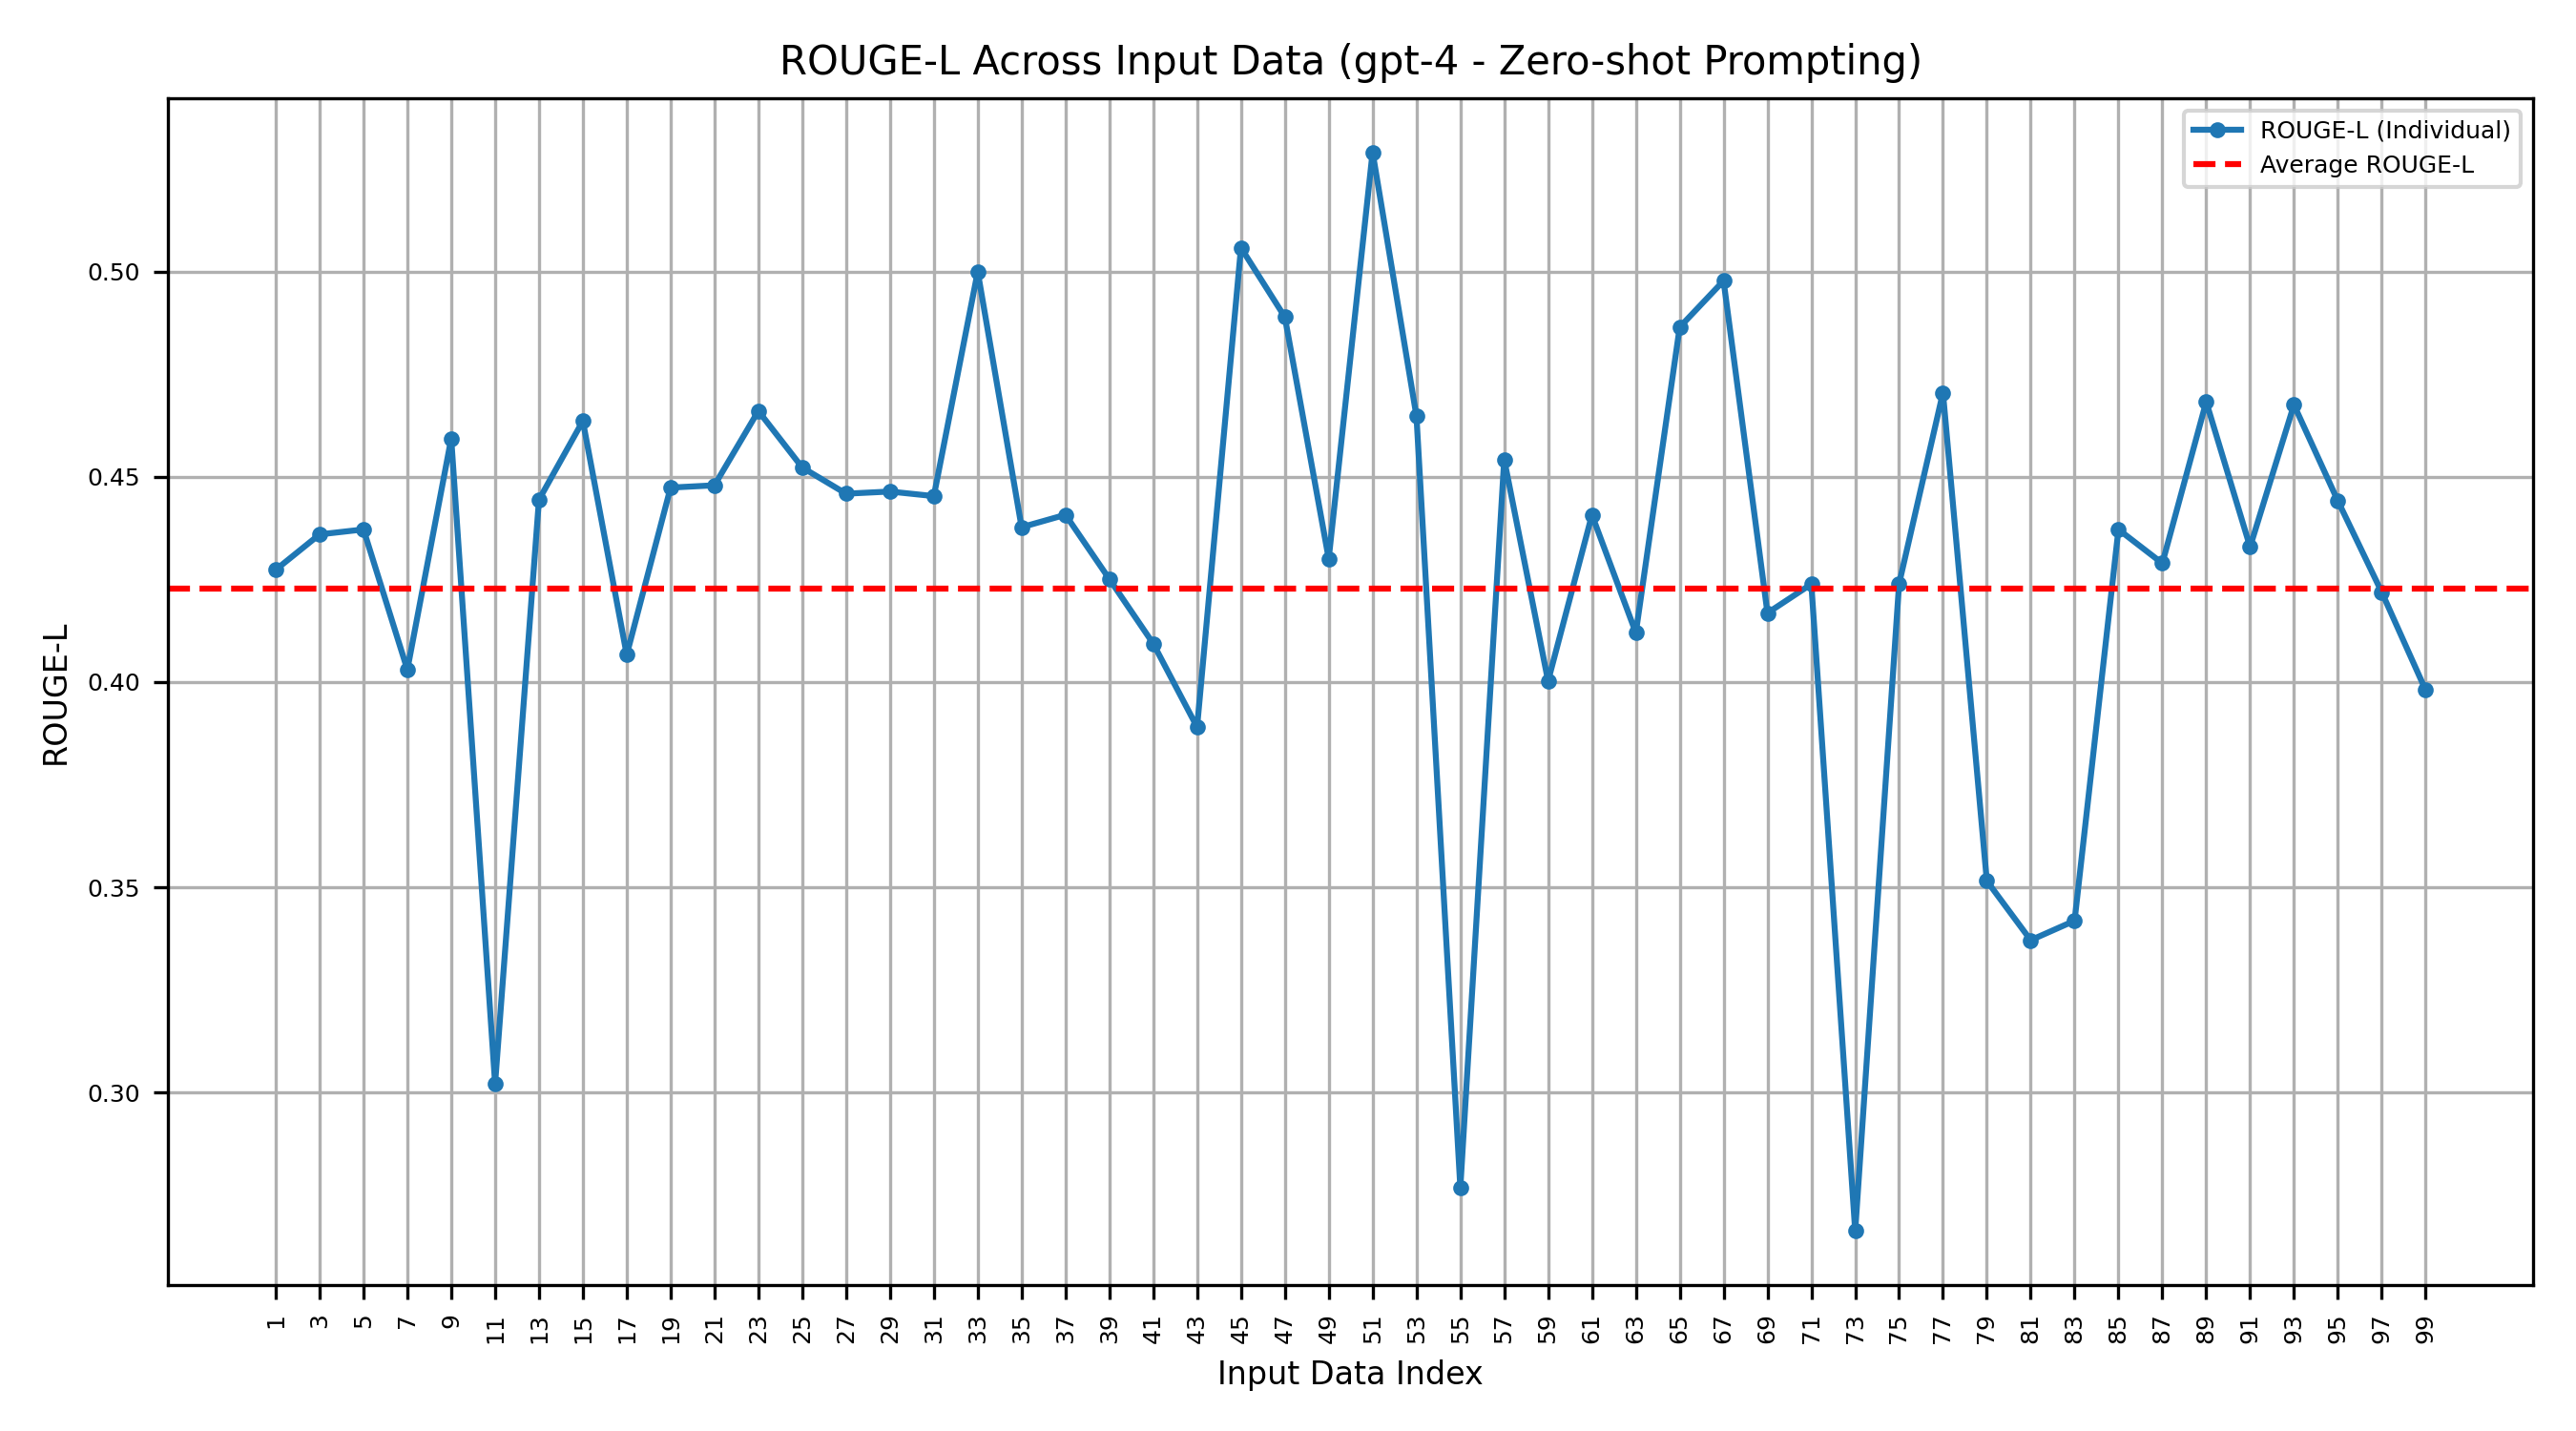 ROUGE-L Across Input Data (gpt-4 - Zero-shot Prompting)
ROUGE-L (Individual)
Average ROUGE-L
ROUGE-L
0.50
0.45
0.40
0.35
0.30
1 3 5 7 9 11 13 15 17 19 21 23 25 27 29 31 33 35 37 39 41 43 45 47 49 51 53 55 57 59 61 63 65 67 69 71 73 75 77 79 81 83 85 87 89 91 93 95 97 99
Input Data Index